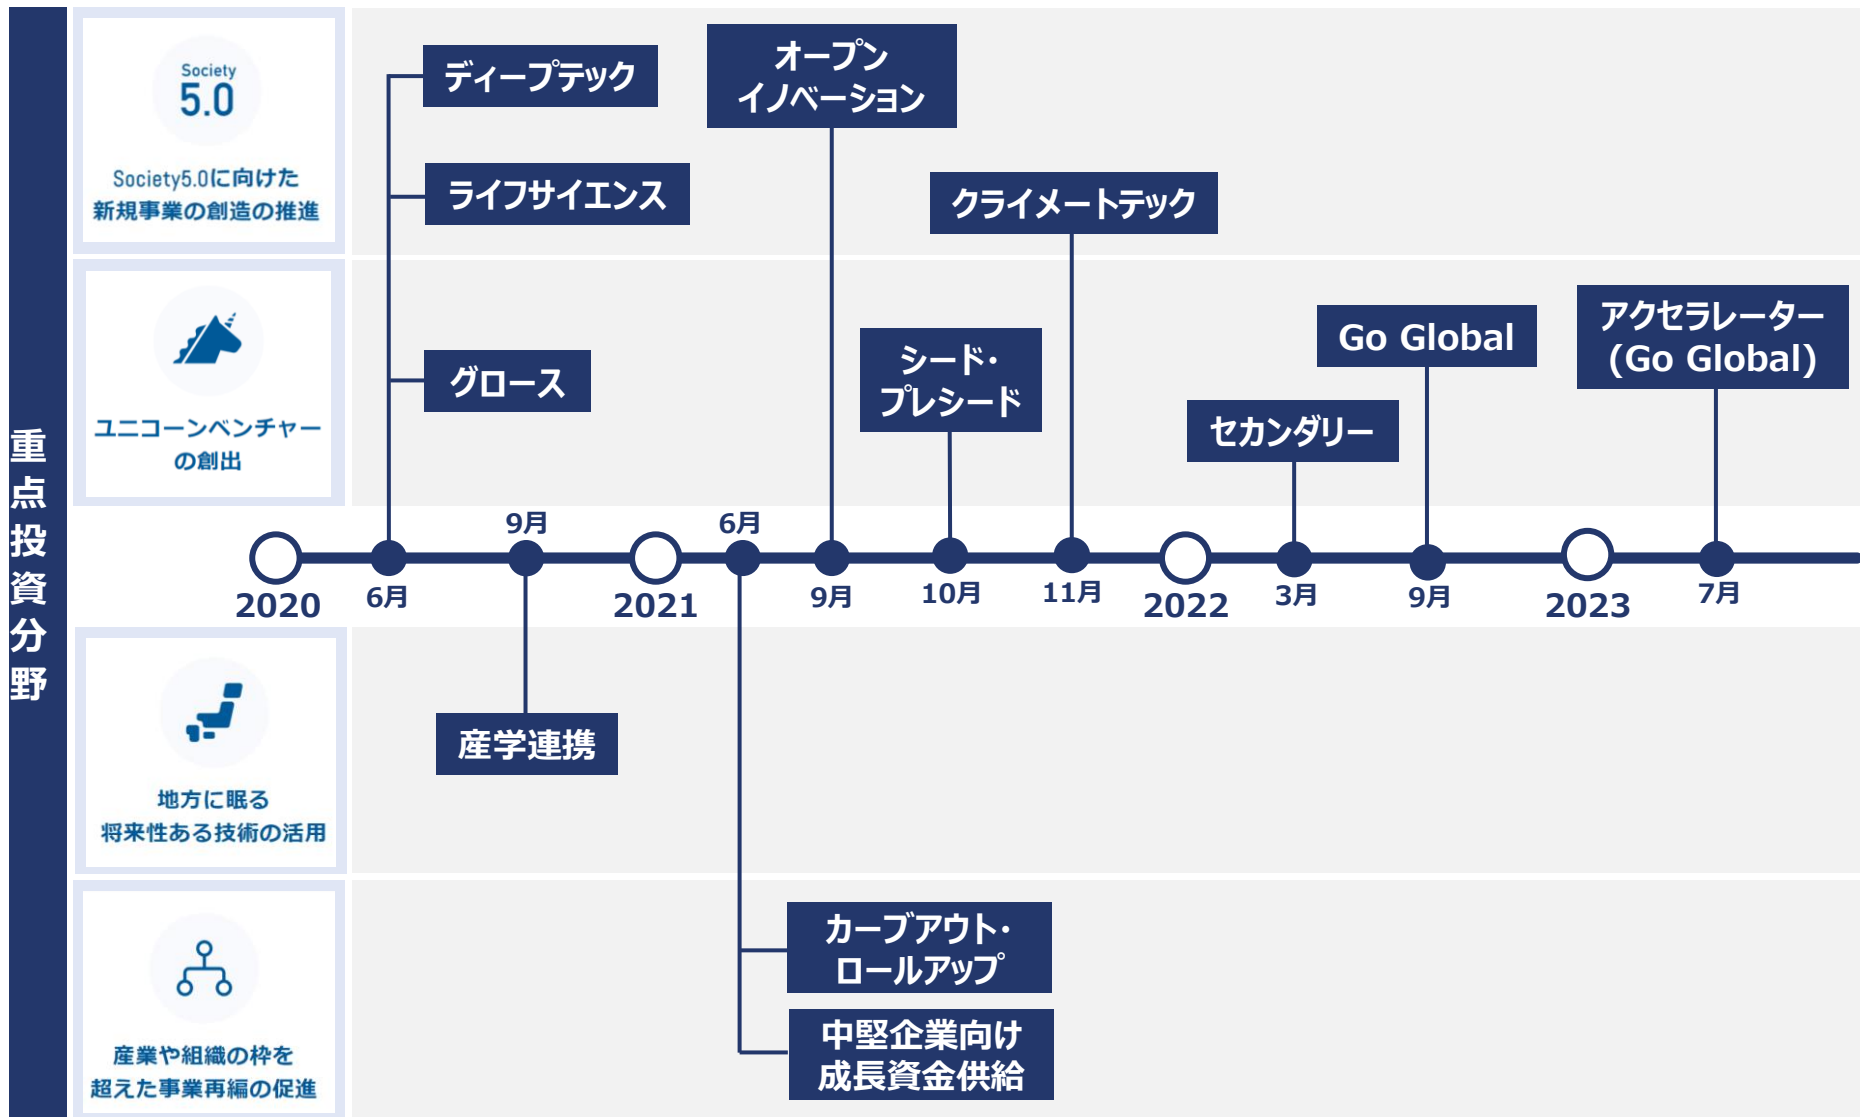 重点投資分野
Society
5.0
Society5.0に向けた
新規事業の創造の推進
ディープテック
ライフサイエンス
オープン
イノベーション
クライメートテック
ユニコーンベンチャー
の創出
グロース
シード・
プレシード
セカンダリー
Go Global
アクセラレーター
(Go Global)
9月
6月
2020
6月
2021
9月
10月
11月
2022
3月
9月
2023
7月
地方に眠る
将来性ある技術の活用
産学連携
産業や組織の枠を
超えた事業再編の促進
カーブアウト・
ロールアップ
中堅企業向け
成長資金供給